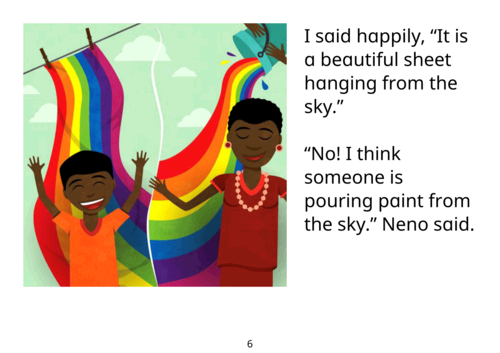 I said happily, “It is
a beautiful sheet
hanging from the
sky.”
“No! I think
someone is
pouring paint from
the sky.” Neno said.
6